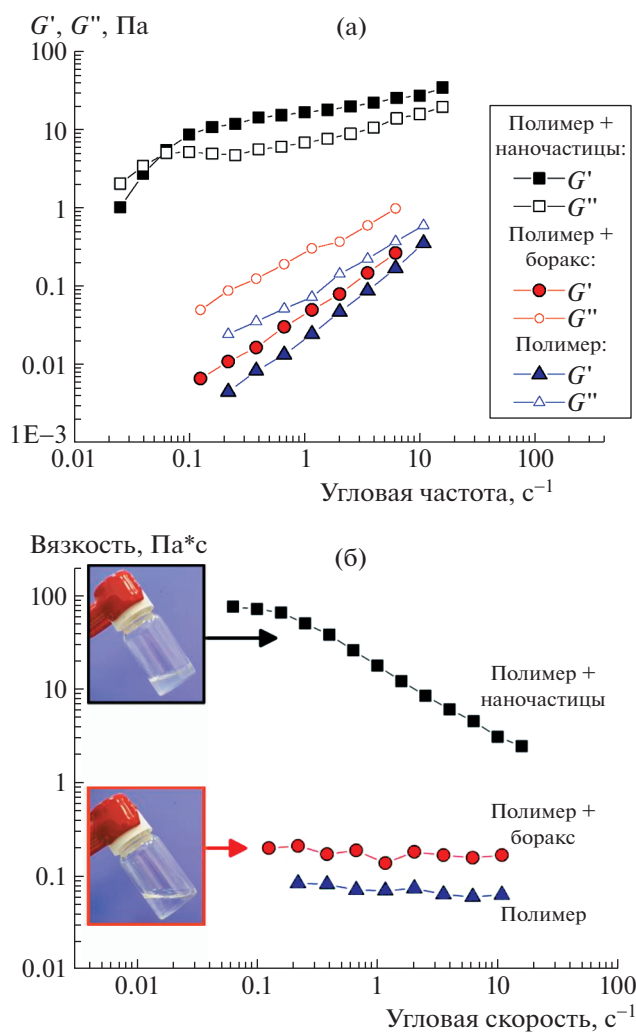 G', G'', Па
(а)
100
10
1
0.1
0.01
1E−3
0.01
0.1
1
10
100
Угловая частота, с⁻¹
Полимер +
наночастицы:
G'
G''
Полимер +
боракс:
G'
G''
Полимер:
G'
G''
Вязкость, Па*с
(б)
100
10
1
0.1
0.01
Полимер +
наночастицы
Полимер +
боракс
Полимер
0.01
0.1
1
10
100
Угловая скорость, с⁻¹